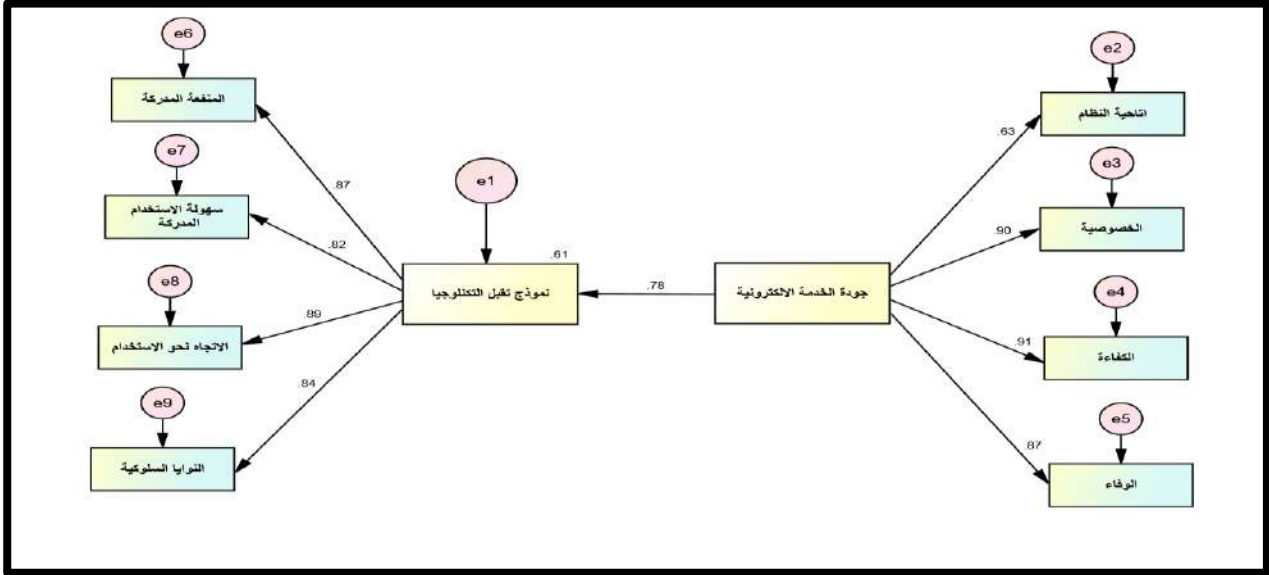 e6
المنفعة المدركة
e7
سهولة الاستخدام
المدركة
e8
الاتجاه نحو الاستخدام
e9
النوايا السلوكية
.87
.82
.89
.84
e1
.61
نموذج تقبل التكنلوجيا
.78
جودة الخدمة الالكترونية
.63
.90
.91
.87
e2
اتاحية النظام
e3
الخصوصية
e4
الكفاءة
e5
الوفاء